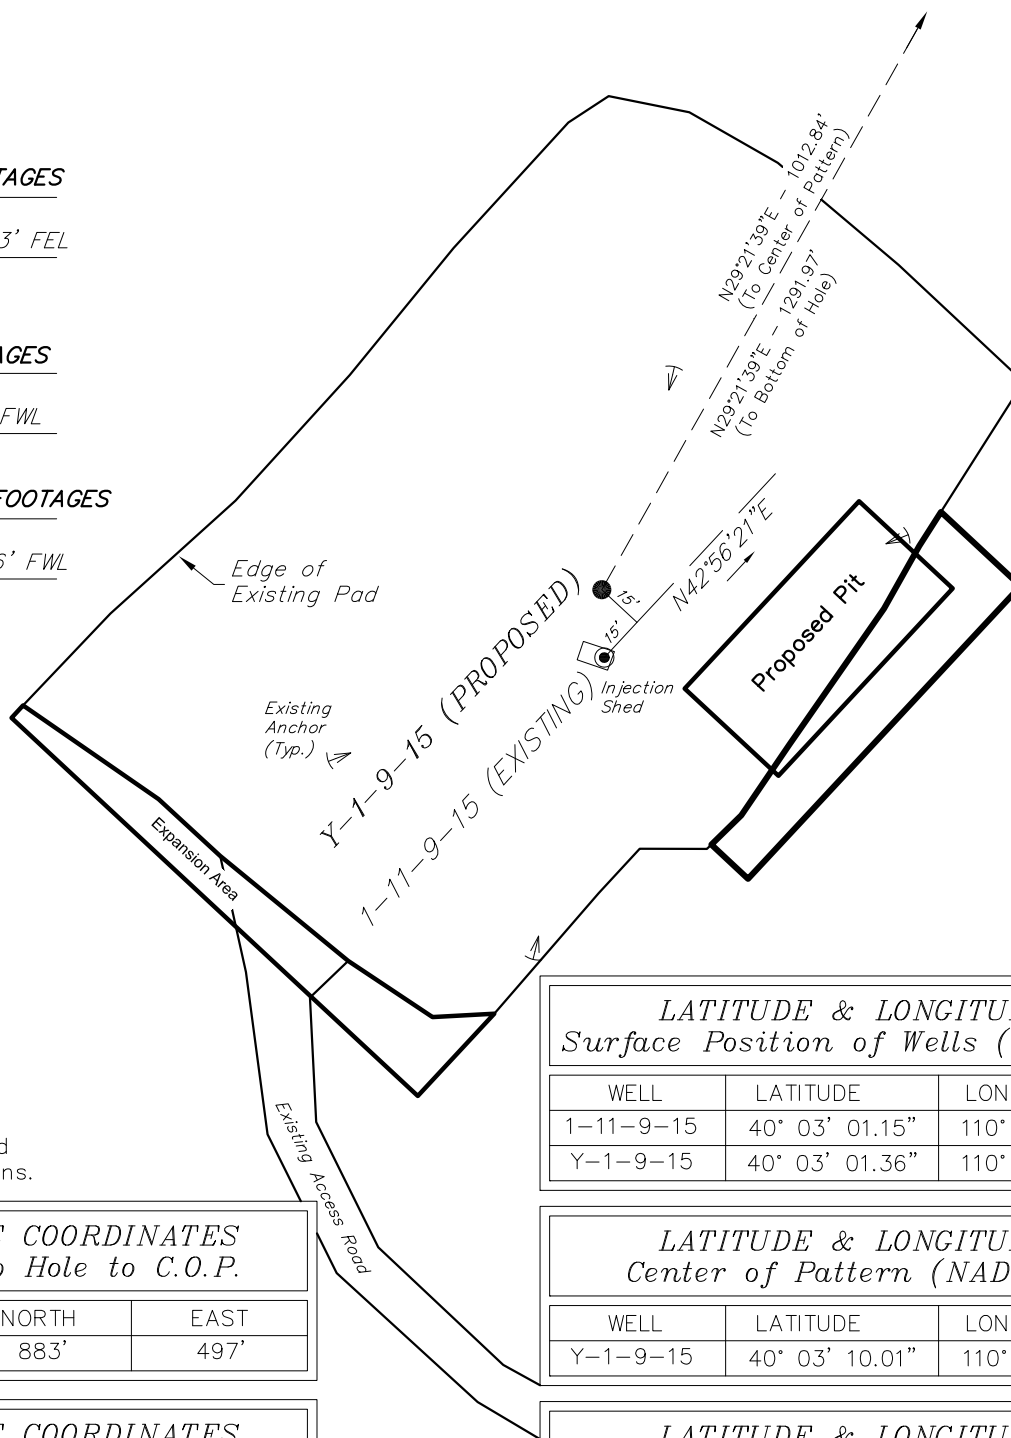 TAGES
3' FEL
AGES
FWL
FOOTAGES
6' FWL
N29°21'39"E - 1012.84'
(To Center of Pattern)
N29°21'39"E - 1291.97'
(To Bottom of Hole)
Edge of
Existing Pad
15'
15'
N42°56'21"E
Proposed Pit
Y-1-9-15 (PROPOSED)
1-11-9-15 (EXISTING)
Injection
Shed
Existing
Anchor
(Typ.)
Expansion Area
Existing Access Road
d
ns.
COORDINATES
Hole to C.O.P.
NORTH EAST
883' 497'
COORDINATES
LATITUDE & LONGITU
Surface Position of Wells (
WELL LATITUDE LON
1-11-9-15 40° 03' 01.15" 110°
Y-1-9-15 40° 03' 01.36" 110°
LATITUDE & LONGITU
Center of Pattern (NAD
WELL LATITUDE LON
Y-1-9-15 40° 03' 10.01" 110°
LATITUDE & LONGITU